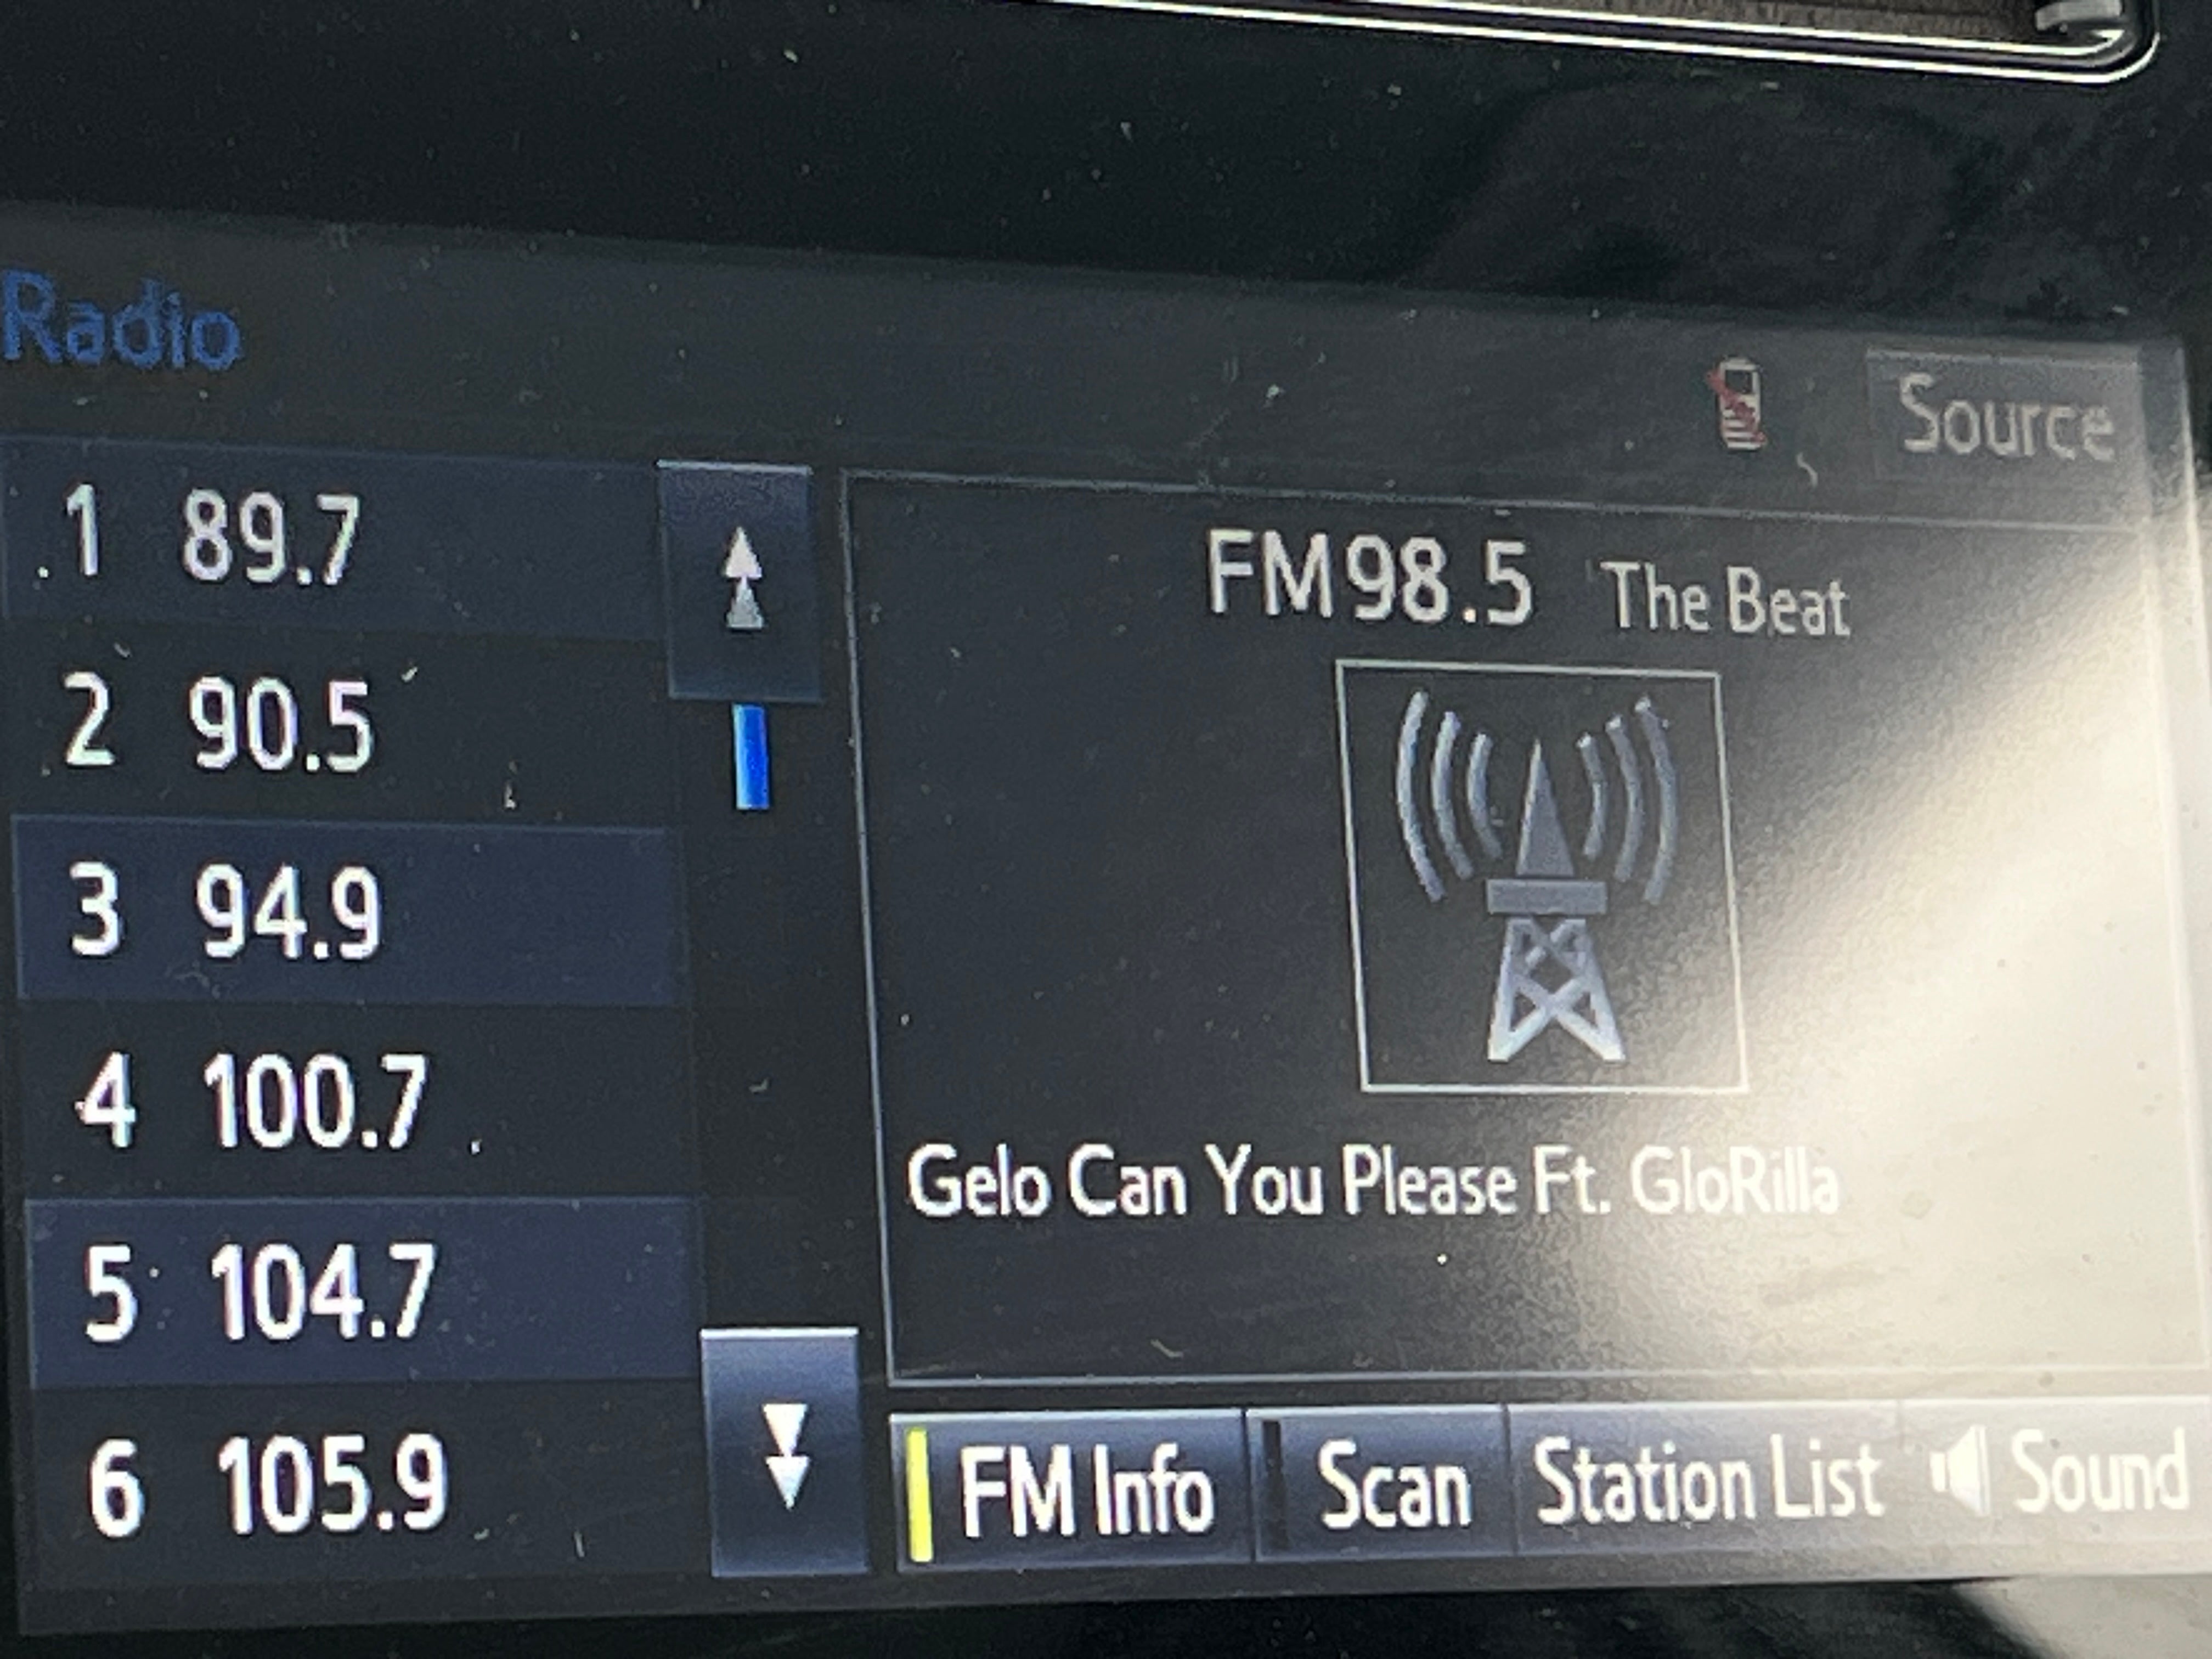 Radio
Source
1 89.7
2 90.5
3 94.9
4 100.7
5 104.7
6 105.9
FM98.5 The Beat
Gelo Can You Please Ft. GloRilla
FM Info
Scan
Station List
Sound